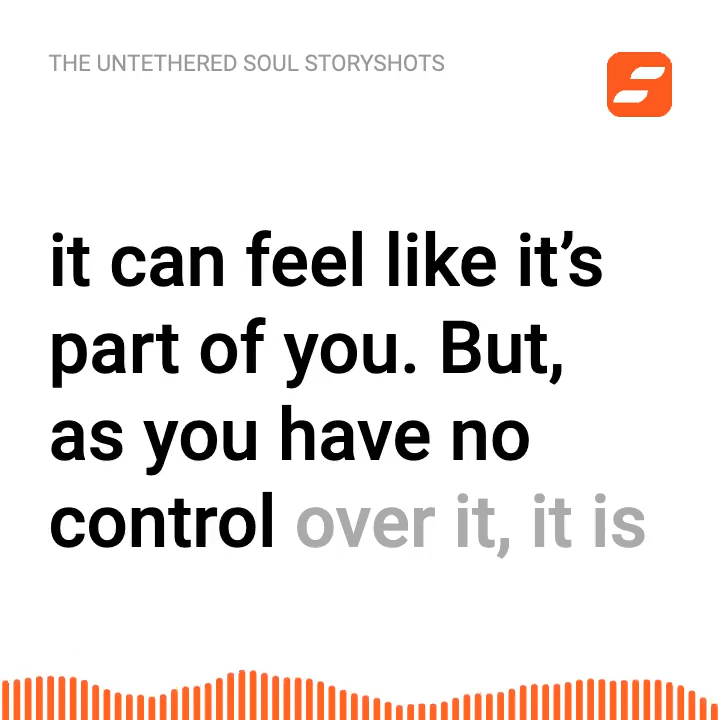 THE UNTETHERED SOUL STORYSHOTS
it can feel like it’s
part of you. But,
as you have no
control over it, it is